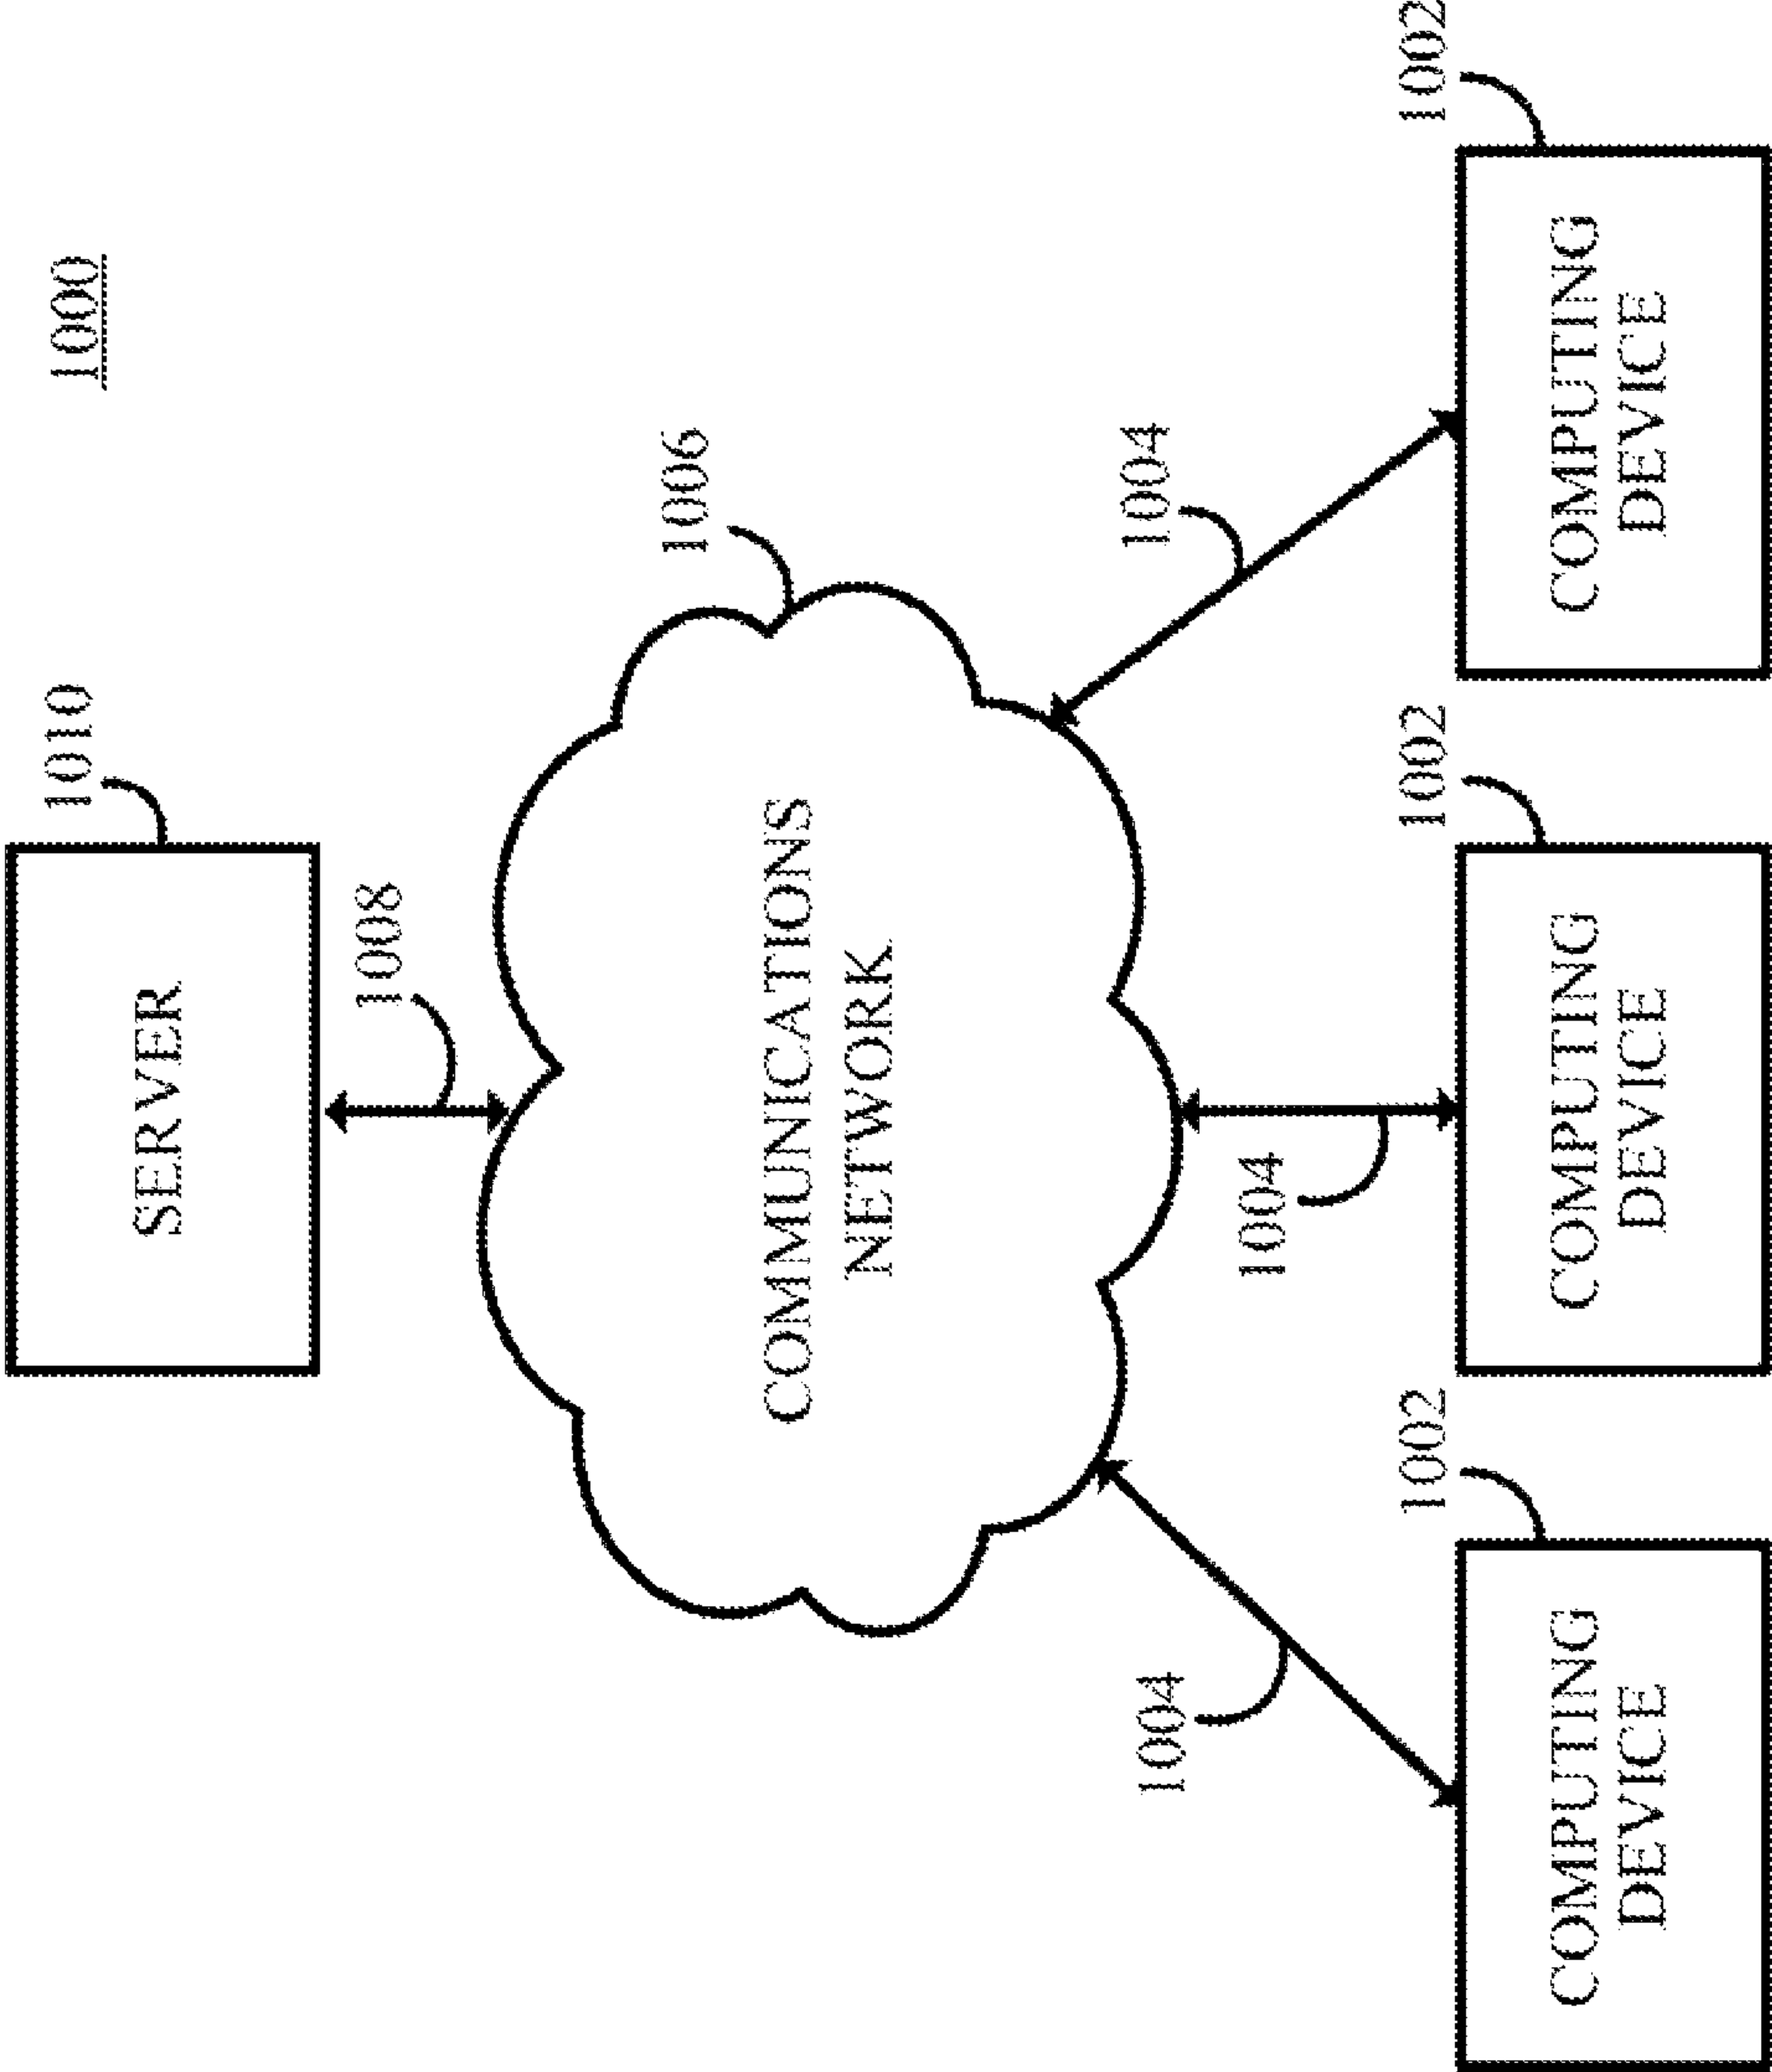 1000
SERVER
1010
1008
1006
COMMUNICATIONS
NETWORK
1004
1004
1004
1002
1002
1002
COMPUTING
DEVICE
COMPUTING
DEVICE
COMPUTING
DEVICE